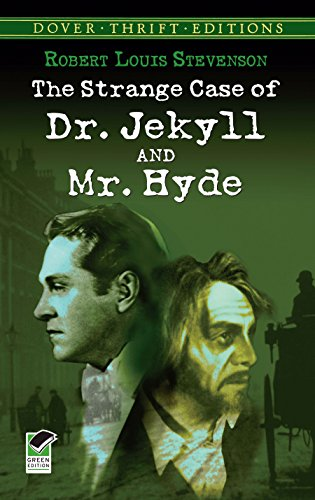 DOVER · THRIFT · EDITIONS
ROBERT LOUIS STEVENSON
The Strange Case of
Dr. Jekyll
AND
Mr. Hyde
GREEN
EDITION